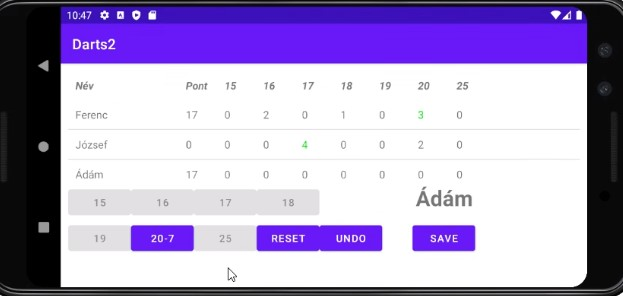 10:47
Darts2
Név Pont 15 16 17 18 19 20 25
Ferenc 17 0 2 0 1 0 3 0
József 0 0 0 4 0 0 2 0
Ádám 17 0 0 0 0 0 0 0
15 16 17 18 Ádám
19 20-7 25 RESET UNDO SAVE